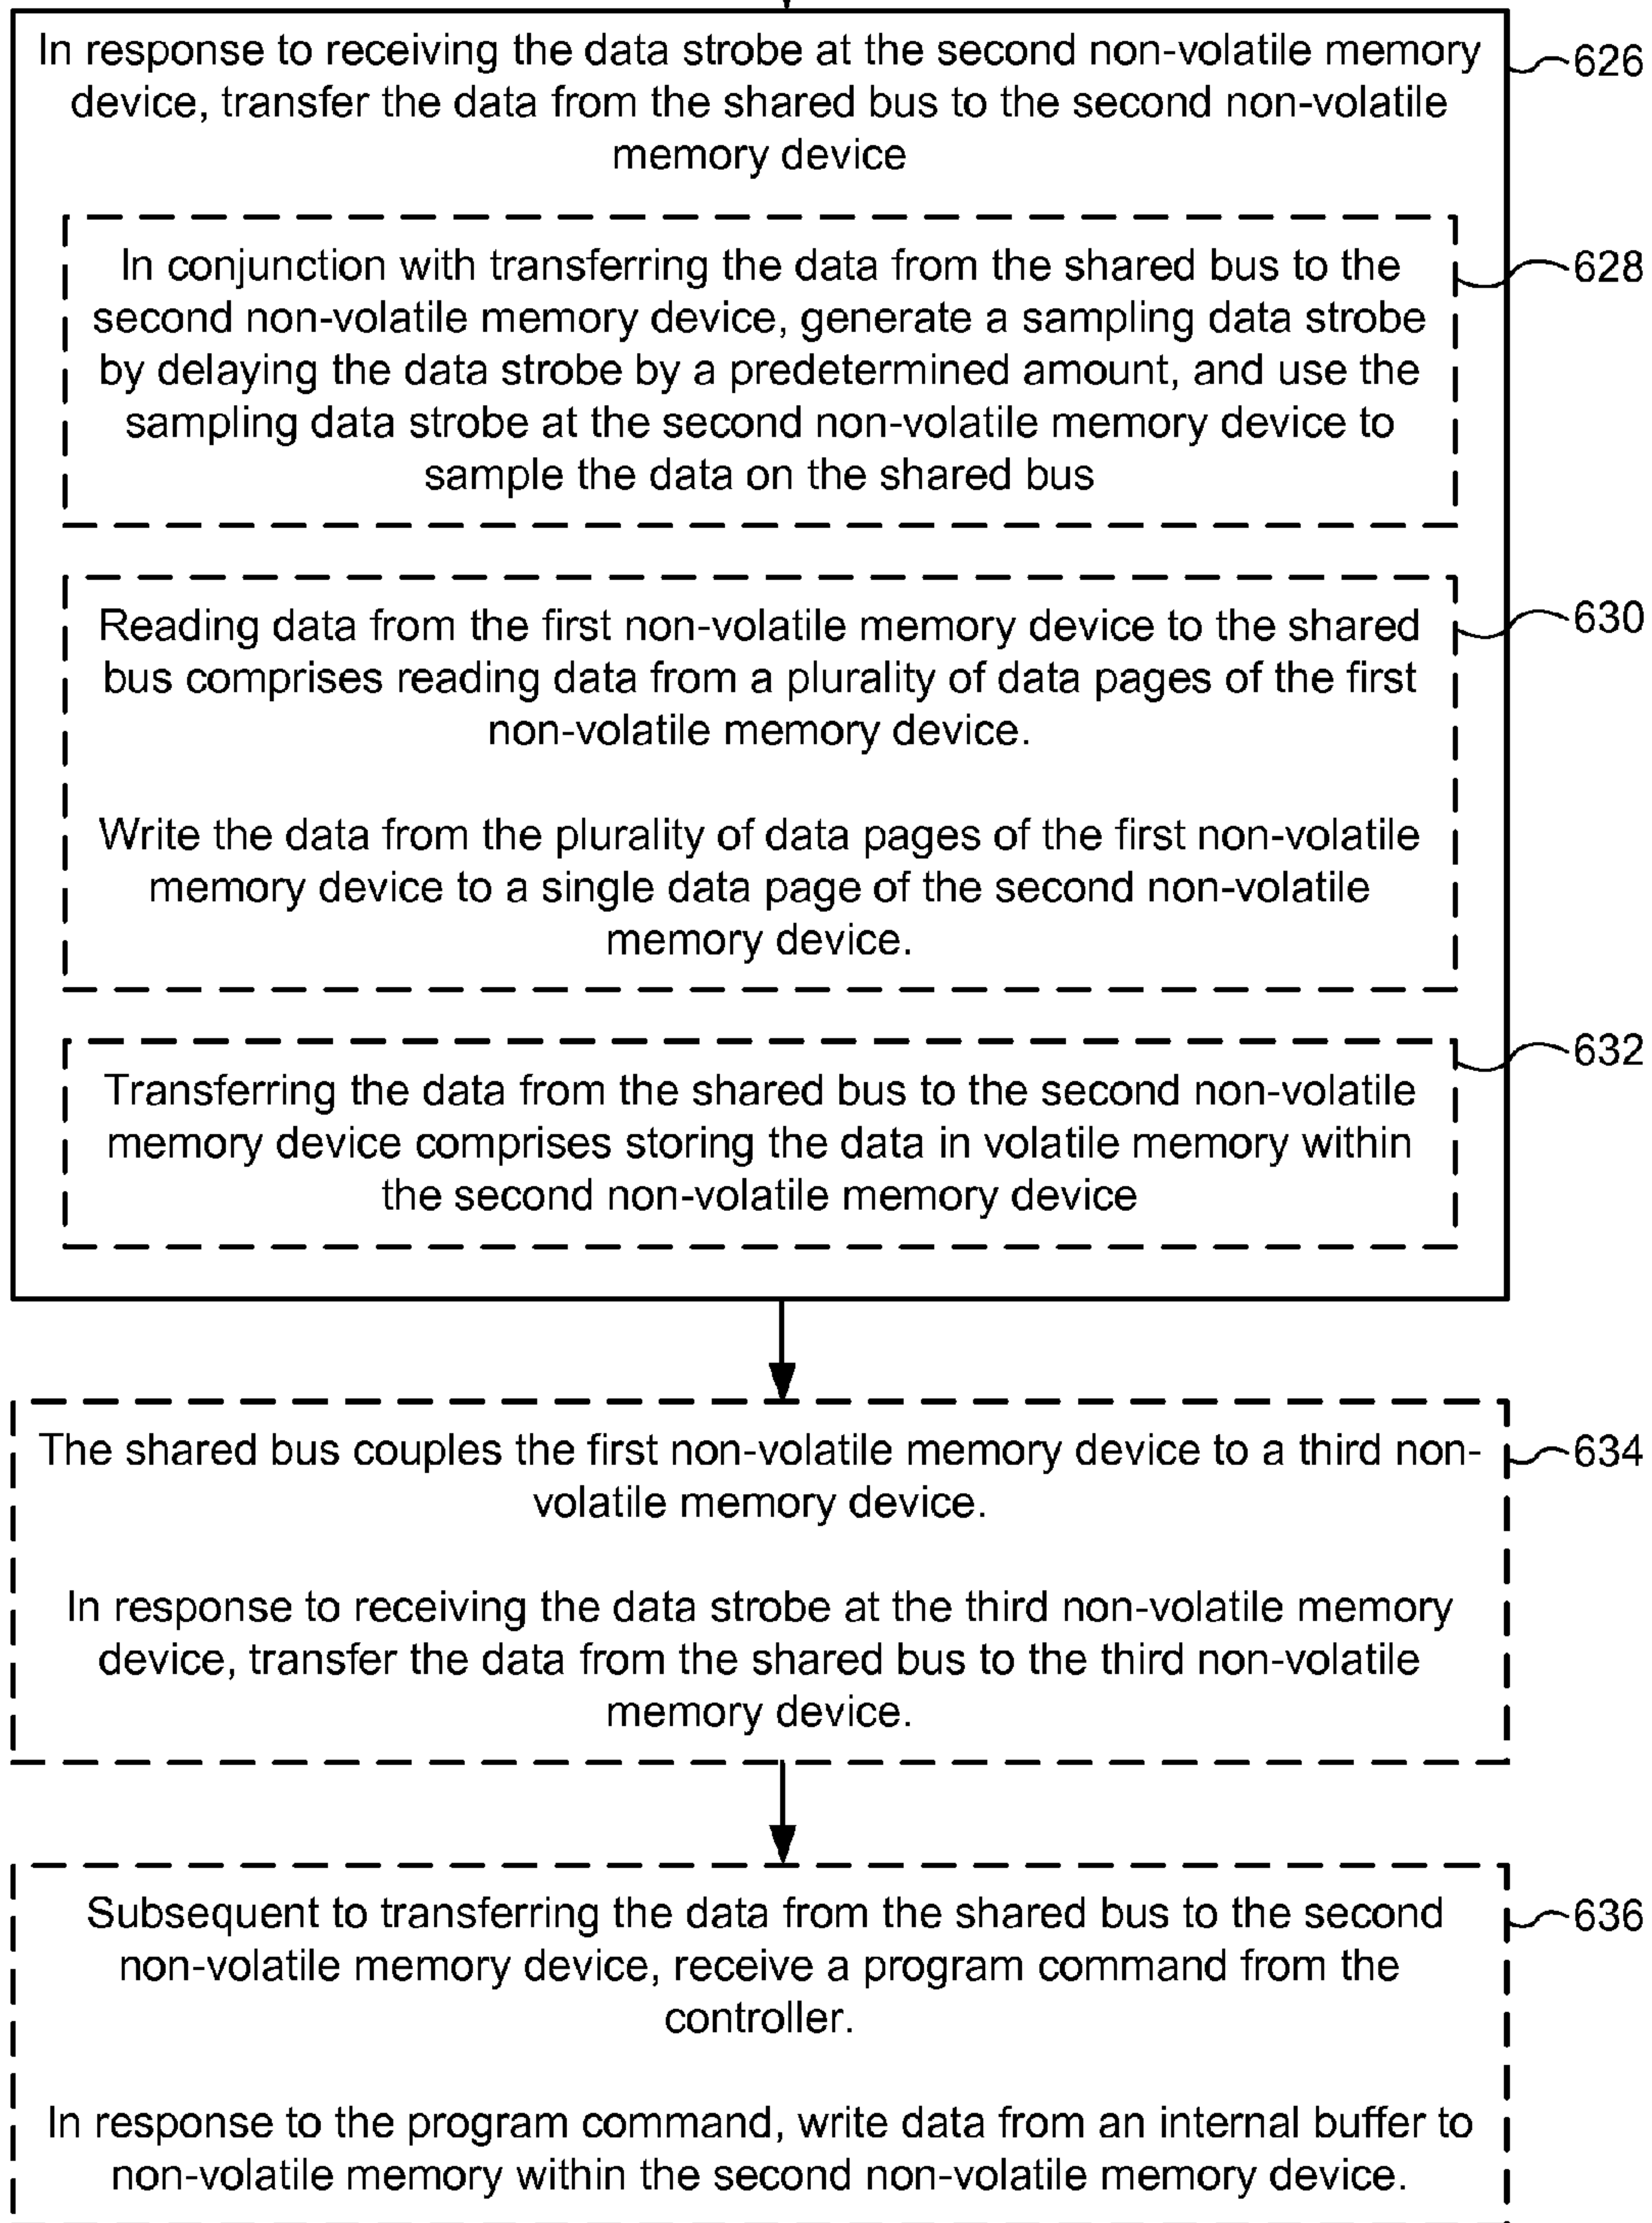 In response to receiving the data strobe at the second non-volatile memory
device, transfer the data from the shared bus to the second non-volatile
memory device
626
In conjunction with transferring the data from the shared bus to the
second non-volatile memory device, generate a sampling data strobe
by delaying the data strobe by a predetermined amount, and use the
sampling data strobe at the second non-volatile memory device to
sample the data on the shared bus
628
Reading data from the first non-volatile memory device to the shared
bus comprises reading data from a plurality of data pages of the first
non-volatile memory device.
Write the data from the plurality of data pages of the first non-volatile
memory device to a single data page of the second non-volatile
memory device.
630
Transferring the data from the shared bus to the second non-volatile
memory device comprises storing the data in volatile memory within
the second non-volatile memory device
632
The shared bus couples the first non-volatile memory device to a third non-
volatile memory device.
In response to receiving the data strobe at the third non-volatile memory
device, transfer the data from the shared bus to the third non-volatile
memory device.
634
Subsequent to transferring the data from the shared bus to the second
non-volatile memory device, receive a program command from the
controller.
In response to the program command, write data from an internal buffer to
non-volatile memory within the second non-volatile memory device.
636